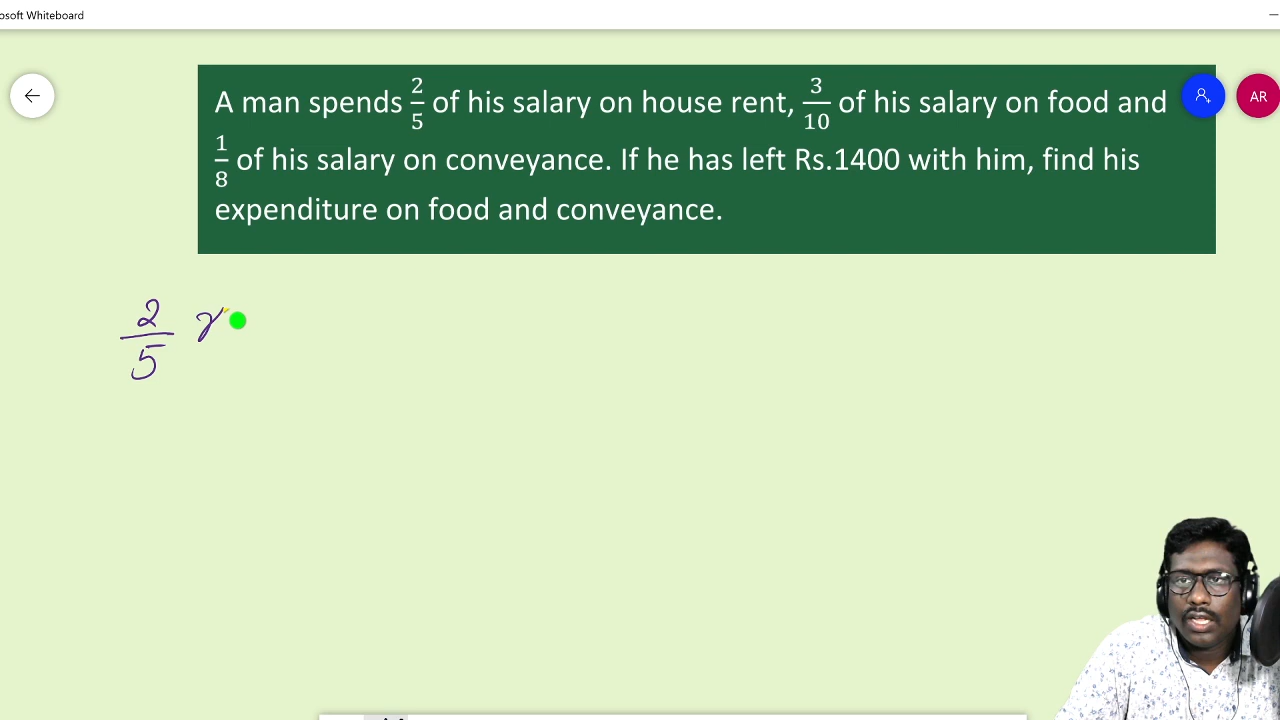 osoft Whiteboard
A man spends 2/5 of his salary on house rent, 3/10 of his salary on food and
1/8 of his salary on conveyance. If he has left Rs.1400 with him, find his
expenditure on food and conveyance.
AR
2/5